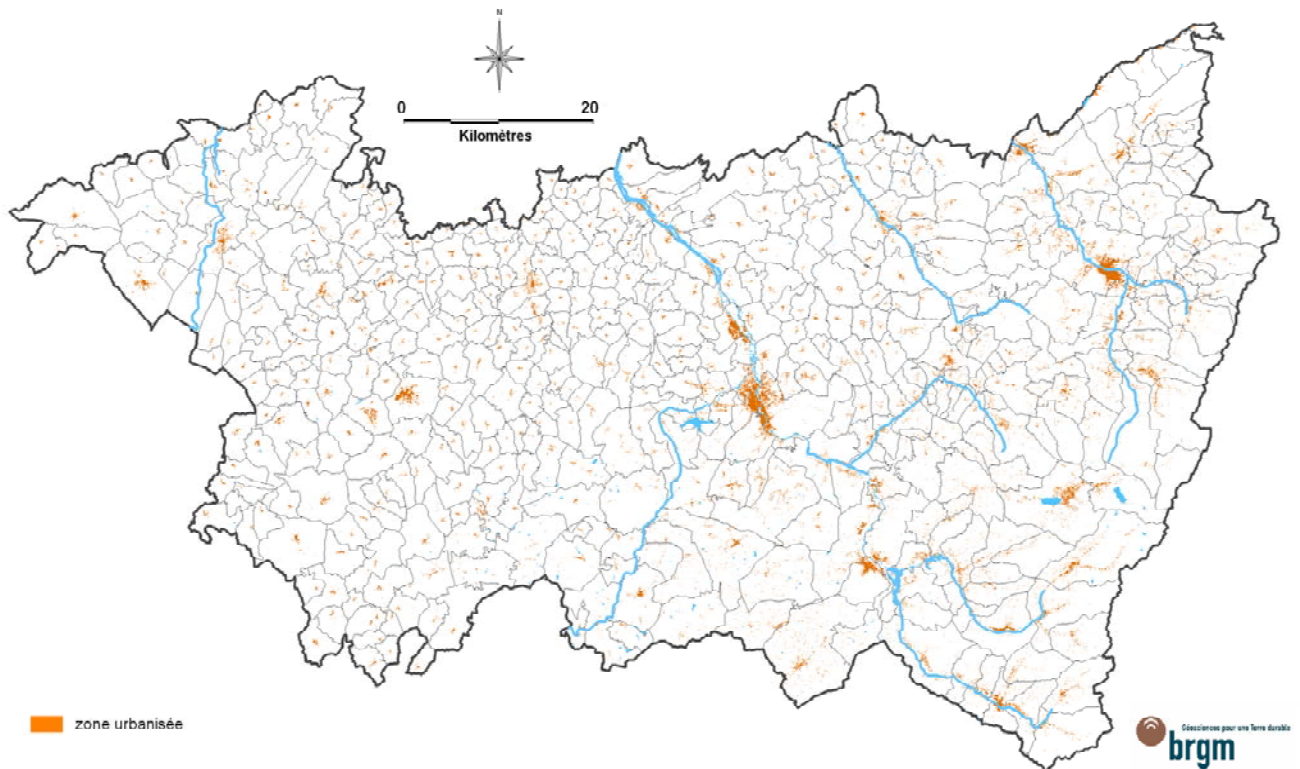 N
0 20
Kilomètres
zone urbanisée
Géosciences pour une Terre durable
brgm